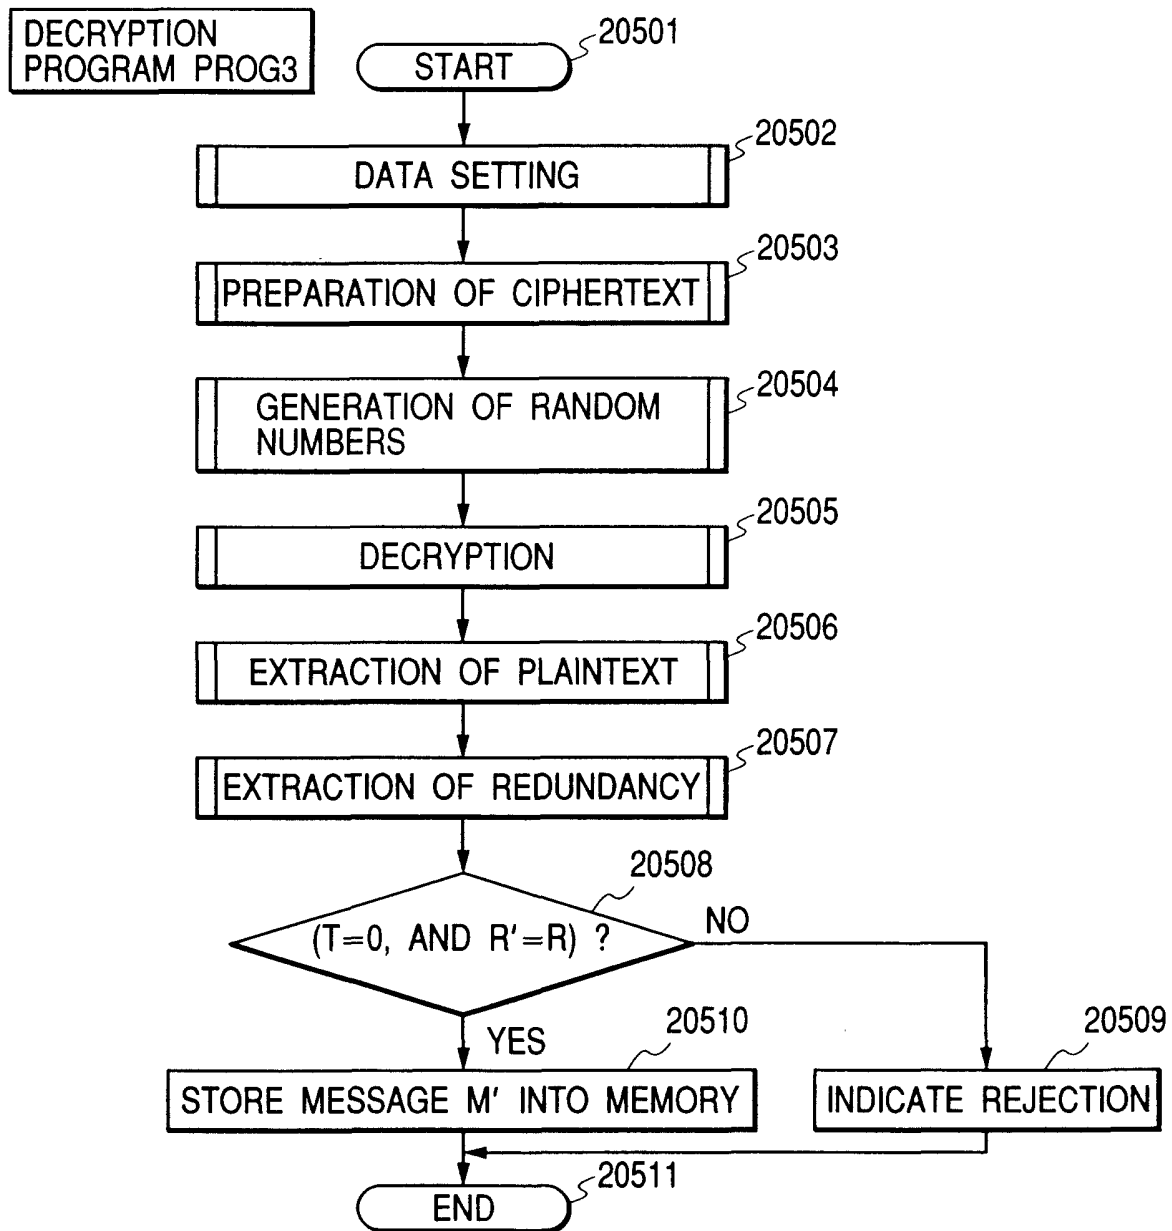 DECRYPTION
PROGRAM PROG3
START
20501
DATA SETTING
20502
PREPARATION OF CIPHERTEXT
20503
GENERATION OF RANDOM
NUMBERS
20504
DECRYPTION
20505
EXTRACTION OF PLAINTEXT
20506
EXTRACTION OF REDUNDANCY
20507
(T=0, AND R'=R) ?
20508
NO
YES
20510
STORE MESSAGE M' INTO MEMORY
20509
INDICATE REJECTION
END
20511